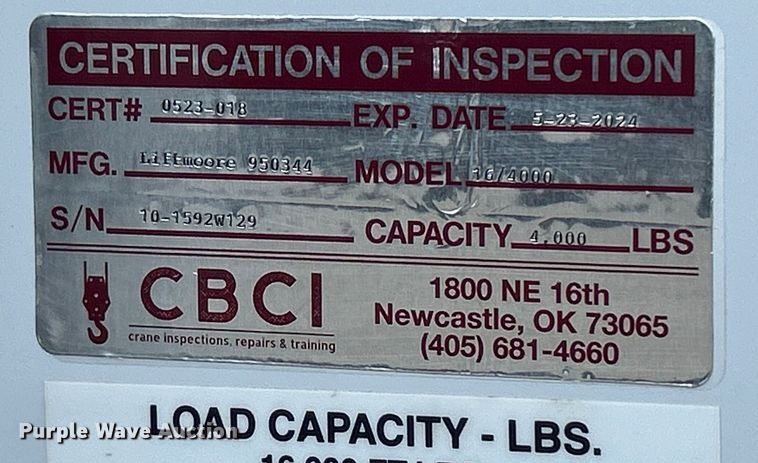 CERTIFICATION OF INSPECTION
CERT# 0523-018 EXP. DATE 5-23-2024
MFG. Liftmoore 950344 MODEL 16/4000
S/N 10-1592W129 CAPACITY 4,000 LBS
CBCI
crane inspections, repairs & training
1800 NE 16th
Newcastle, OK 73065
(405) 681-4660
LOAD CAPACITY - LBS.
Purple Wave Auction